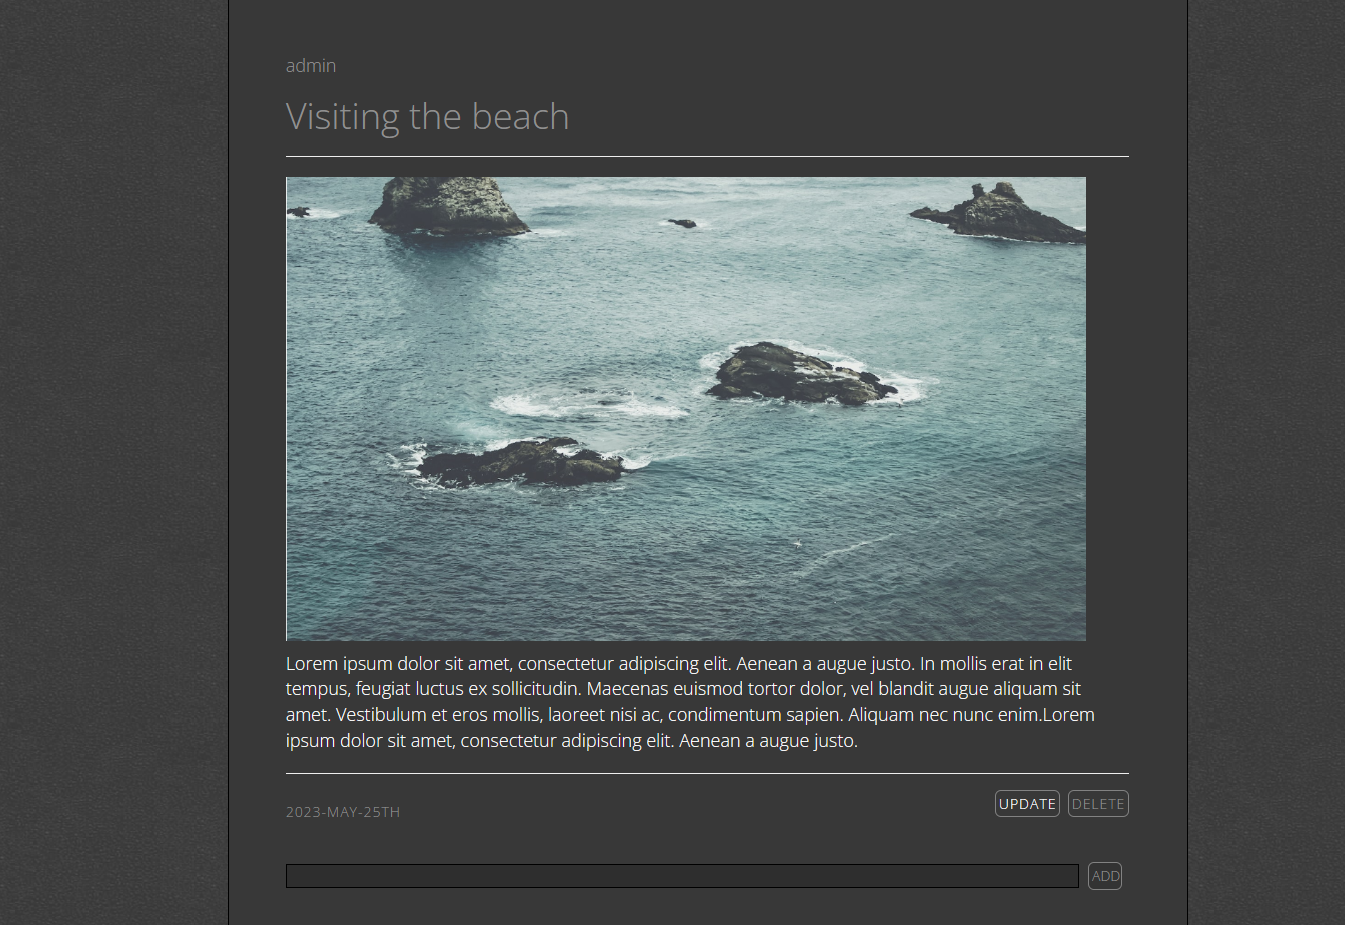 admin
Visiting the beach
Lorem ipsum dolor sit amet, consectetur adipiscing elit. Aenean a augue justo. In mollis erat in elit
tempus, feugiat luctus ex sollicitudin. Maecenas euismod tortor dolor, vel blandit augue aliquam sit
amet. Vestibulum et eros mollis, laoreet nisi ac, condimentum sapien. Aliquam nec nunc enim.Lorem
ipsum dolor sit amet, consectetur adipiscing elit. Aenean a augue justo.
2023-MAY-25TH
UPDATE DELETE
ADD